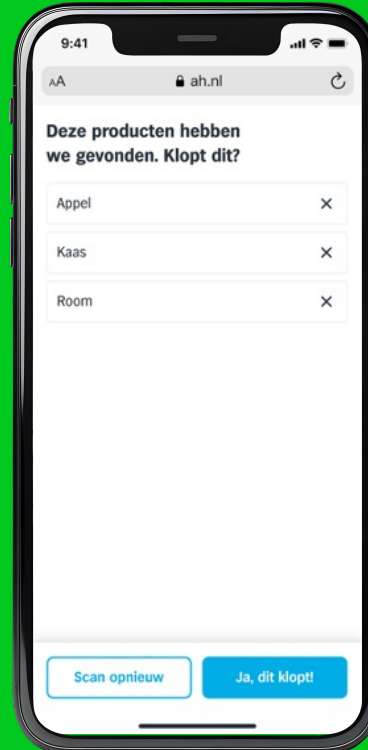 9:41
AA ah.nl
Deze producten hebben
we gevonden. Klopt dit?
Appel
Kaas
Room
Scan opnieuw Ja, dit klopt!